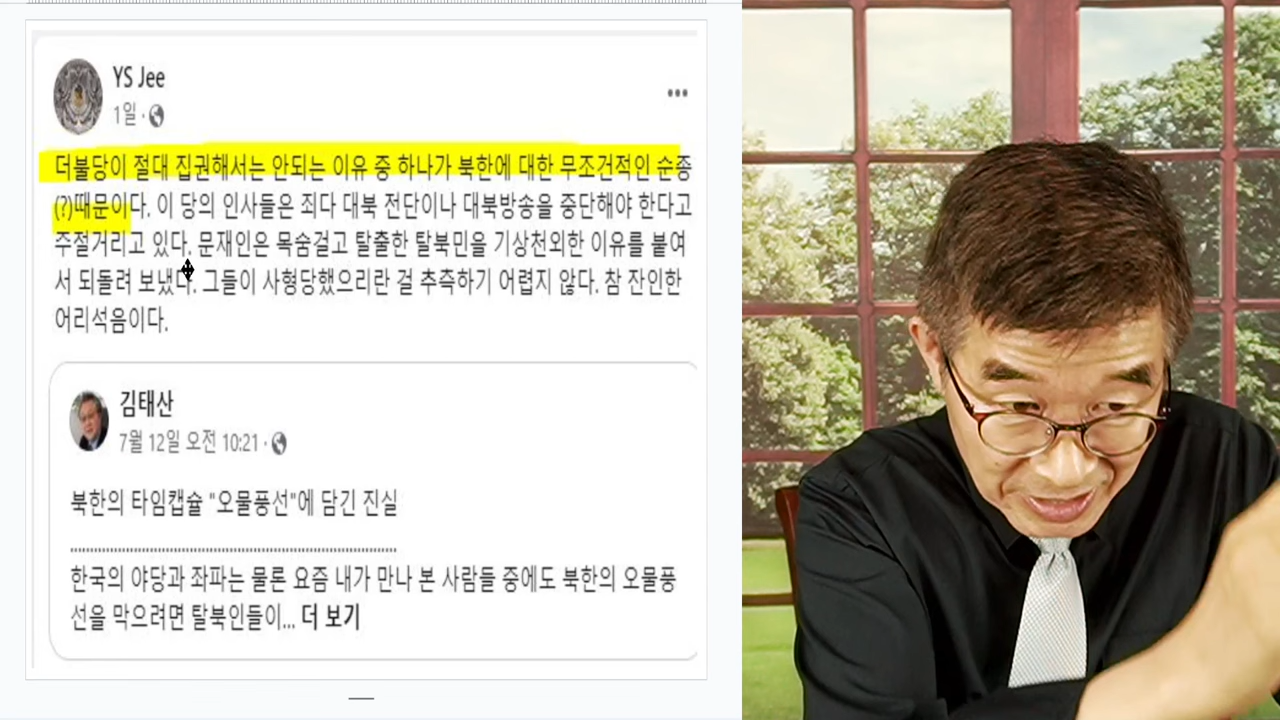 YS Jee
1일 ·
더불당이 절대 집권해서는 안되는 이유 중 하나가 북한에 대한 무조건적인 순종
(?)때문이다. 이 당의 인사들은 죄다 대북 전단이나 대북방송을 중단해야 한다고
주절거리고 있다. 문재인은 목숨걸고 탈출한 탈북민을 기상천외한 이유를 붙여
서 되돌려 보냈다. 그들이 사형당했으리란 걸 추측하기 어렵지 않다. 참 잔인한
어리석음이다.
김태산
7월 12일 오전 10:21 ·
북한의 타임캡슐 "오물풍선"에 담긴 진실
한국의 야당과 좌파는 물론 요즘 내가 만나 본 사람들 중에도 북한의 오물풍
선을 막으려면 탈북인들이... 더 보기